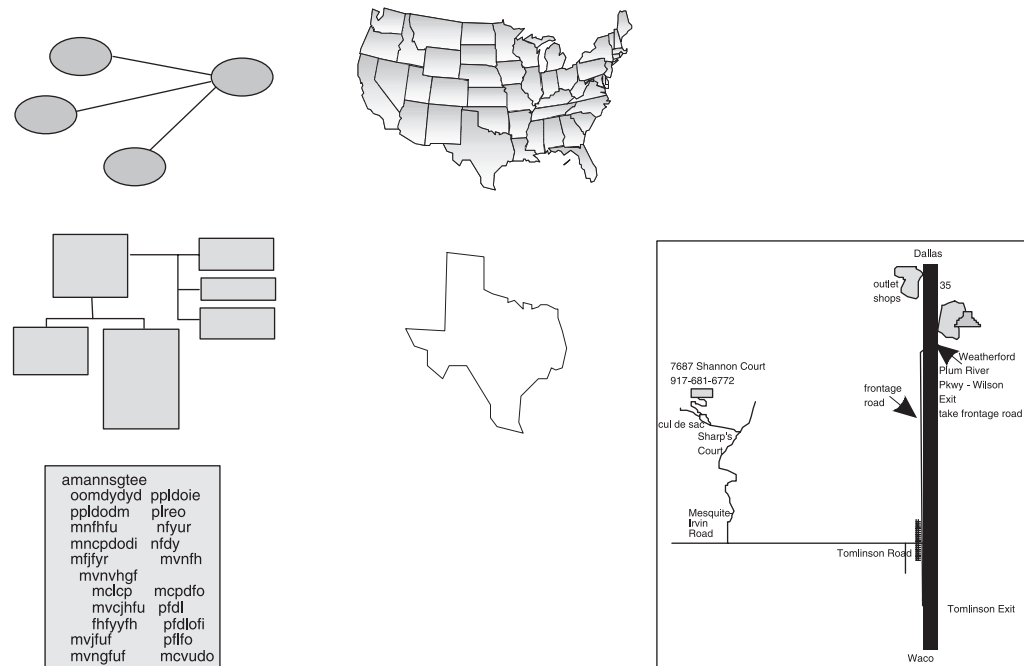 amannsgtee
oomdydyd ppldoie
ppldodm plreo
mnfhfu nfyur
mncpdodi nfdy
mfjfyr mvnfh
mvnvhgf
mclcp mcpdfo
mvcjhfu pfdl
fhfyyfh pfdlofi
mvjfuf pflfo
mvngfuf mcvudo
Dallas
outlet
shops
35
Weatherford
Plum River
Pkwy - Wilson
Exit
take frontage road
frontage
road
7687 Shannon Court
917-681-6772
cul de sac
Sharp's
Court
Mesquite-
Irvin
Road
Tomlinson Road
Tomlinson Exit
Waco